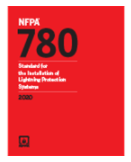 NFPA
780
Standard for
the Installation of
Lightning Protection
Systems
2020